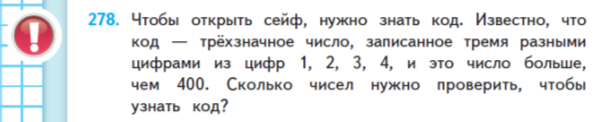 278. Чтобы открыть сейф, нужно знать код. Известно, что
код — трёхзначное число, записанное тремя разными
цифрами из цифр 1, 2, 3, 4, и это число больше,
чем 400. Сколько чисел нужно проверить, чтобы
узнать код?